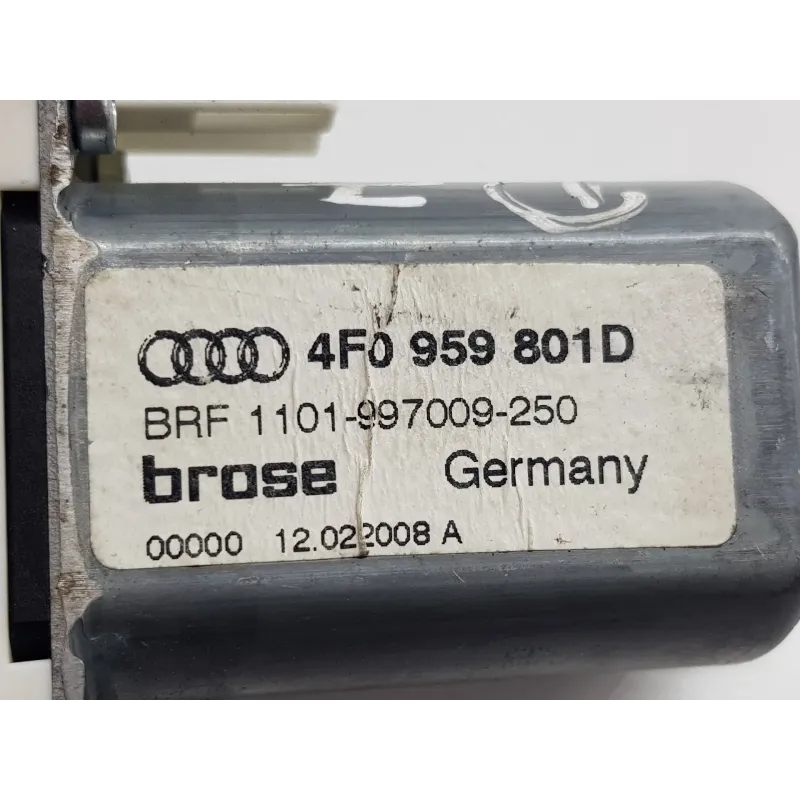 4F0 959 801D
BRF 1101-997009-250
brose Germany
00000 12.022008 A